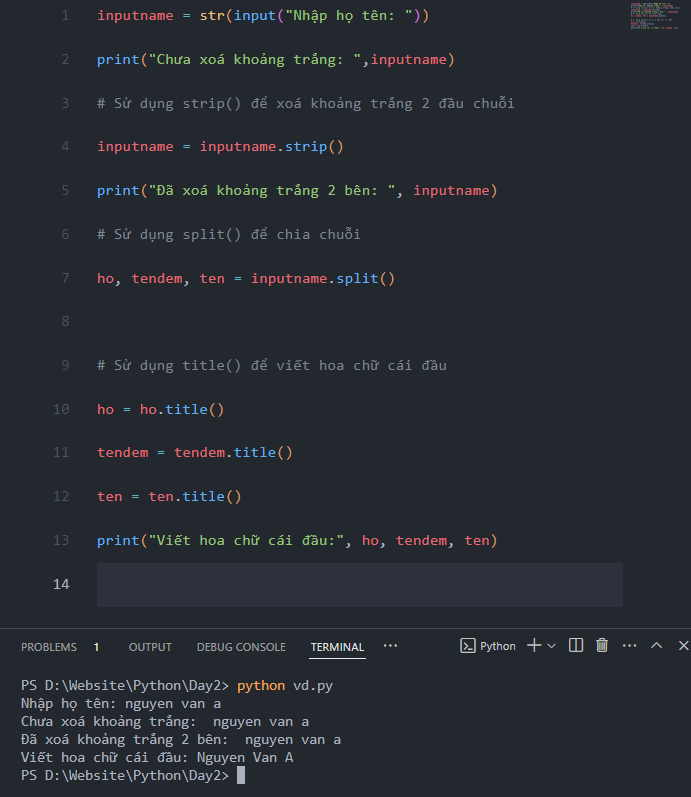 1 inputname = str(input("Nhập họ tên: "))
2 print("Chưa xoá khoảng trắng: ",inputname)
3 # Sử dụng strip() để xoá khoảng trắng 2 đầu chuỗi
4 inputname = inputname.strip()
5 print("Đã xoá khoảng trắng 2 bên: ", inputname)
6 # Sử dụng split() để chia chuỗi
7 ho, tendem, ten = inputname.split()
8
9 # Sử dụng title() để viết hoa chữ cái đầu
10 ho = ho.title()
11 tendem = tendem.title()
12 ten = ten.title()
13 print("Viết hoa chữ cái đầu:", ho, tendem, ten)
14
PROBLEMS 1 OUTPUT DEBUG CONSOLE TERMINAL ··· Python
PS D:\Website\Python\Day2> python vd.py
Nhập họ tên: nguyen van a
Chưa xoá khoảng trắng:  nguyen van a
Đã xoá khoảng trắng 2 bên:  nguyen van a
Viết hoa chữ cái đầu: Nguyen Van A
PS D:\Website\Python\Day2>